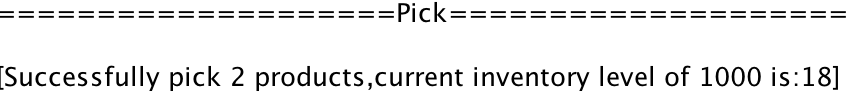 ====================Pick====================
[Successfully pick 2 products,current inventory level of 1000 is:18]